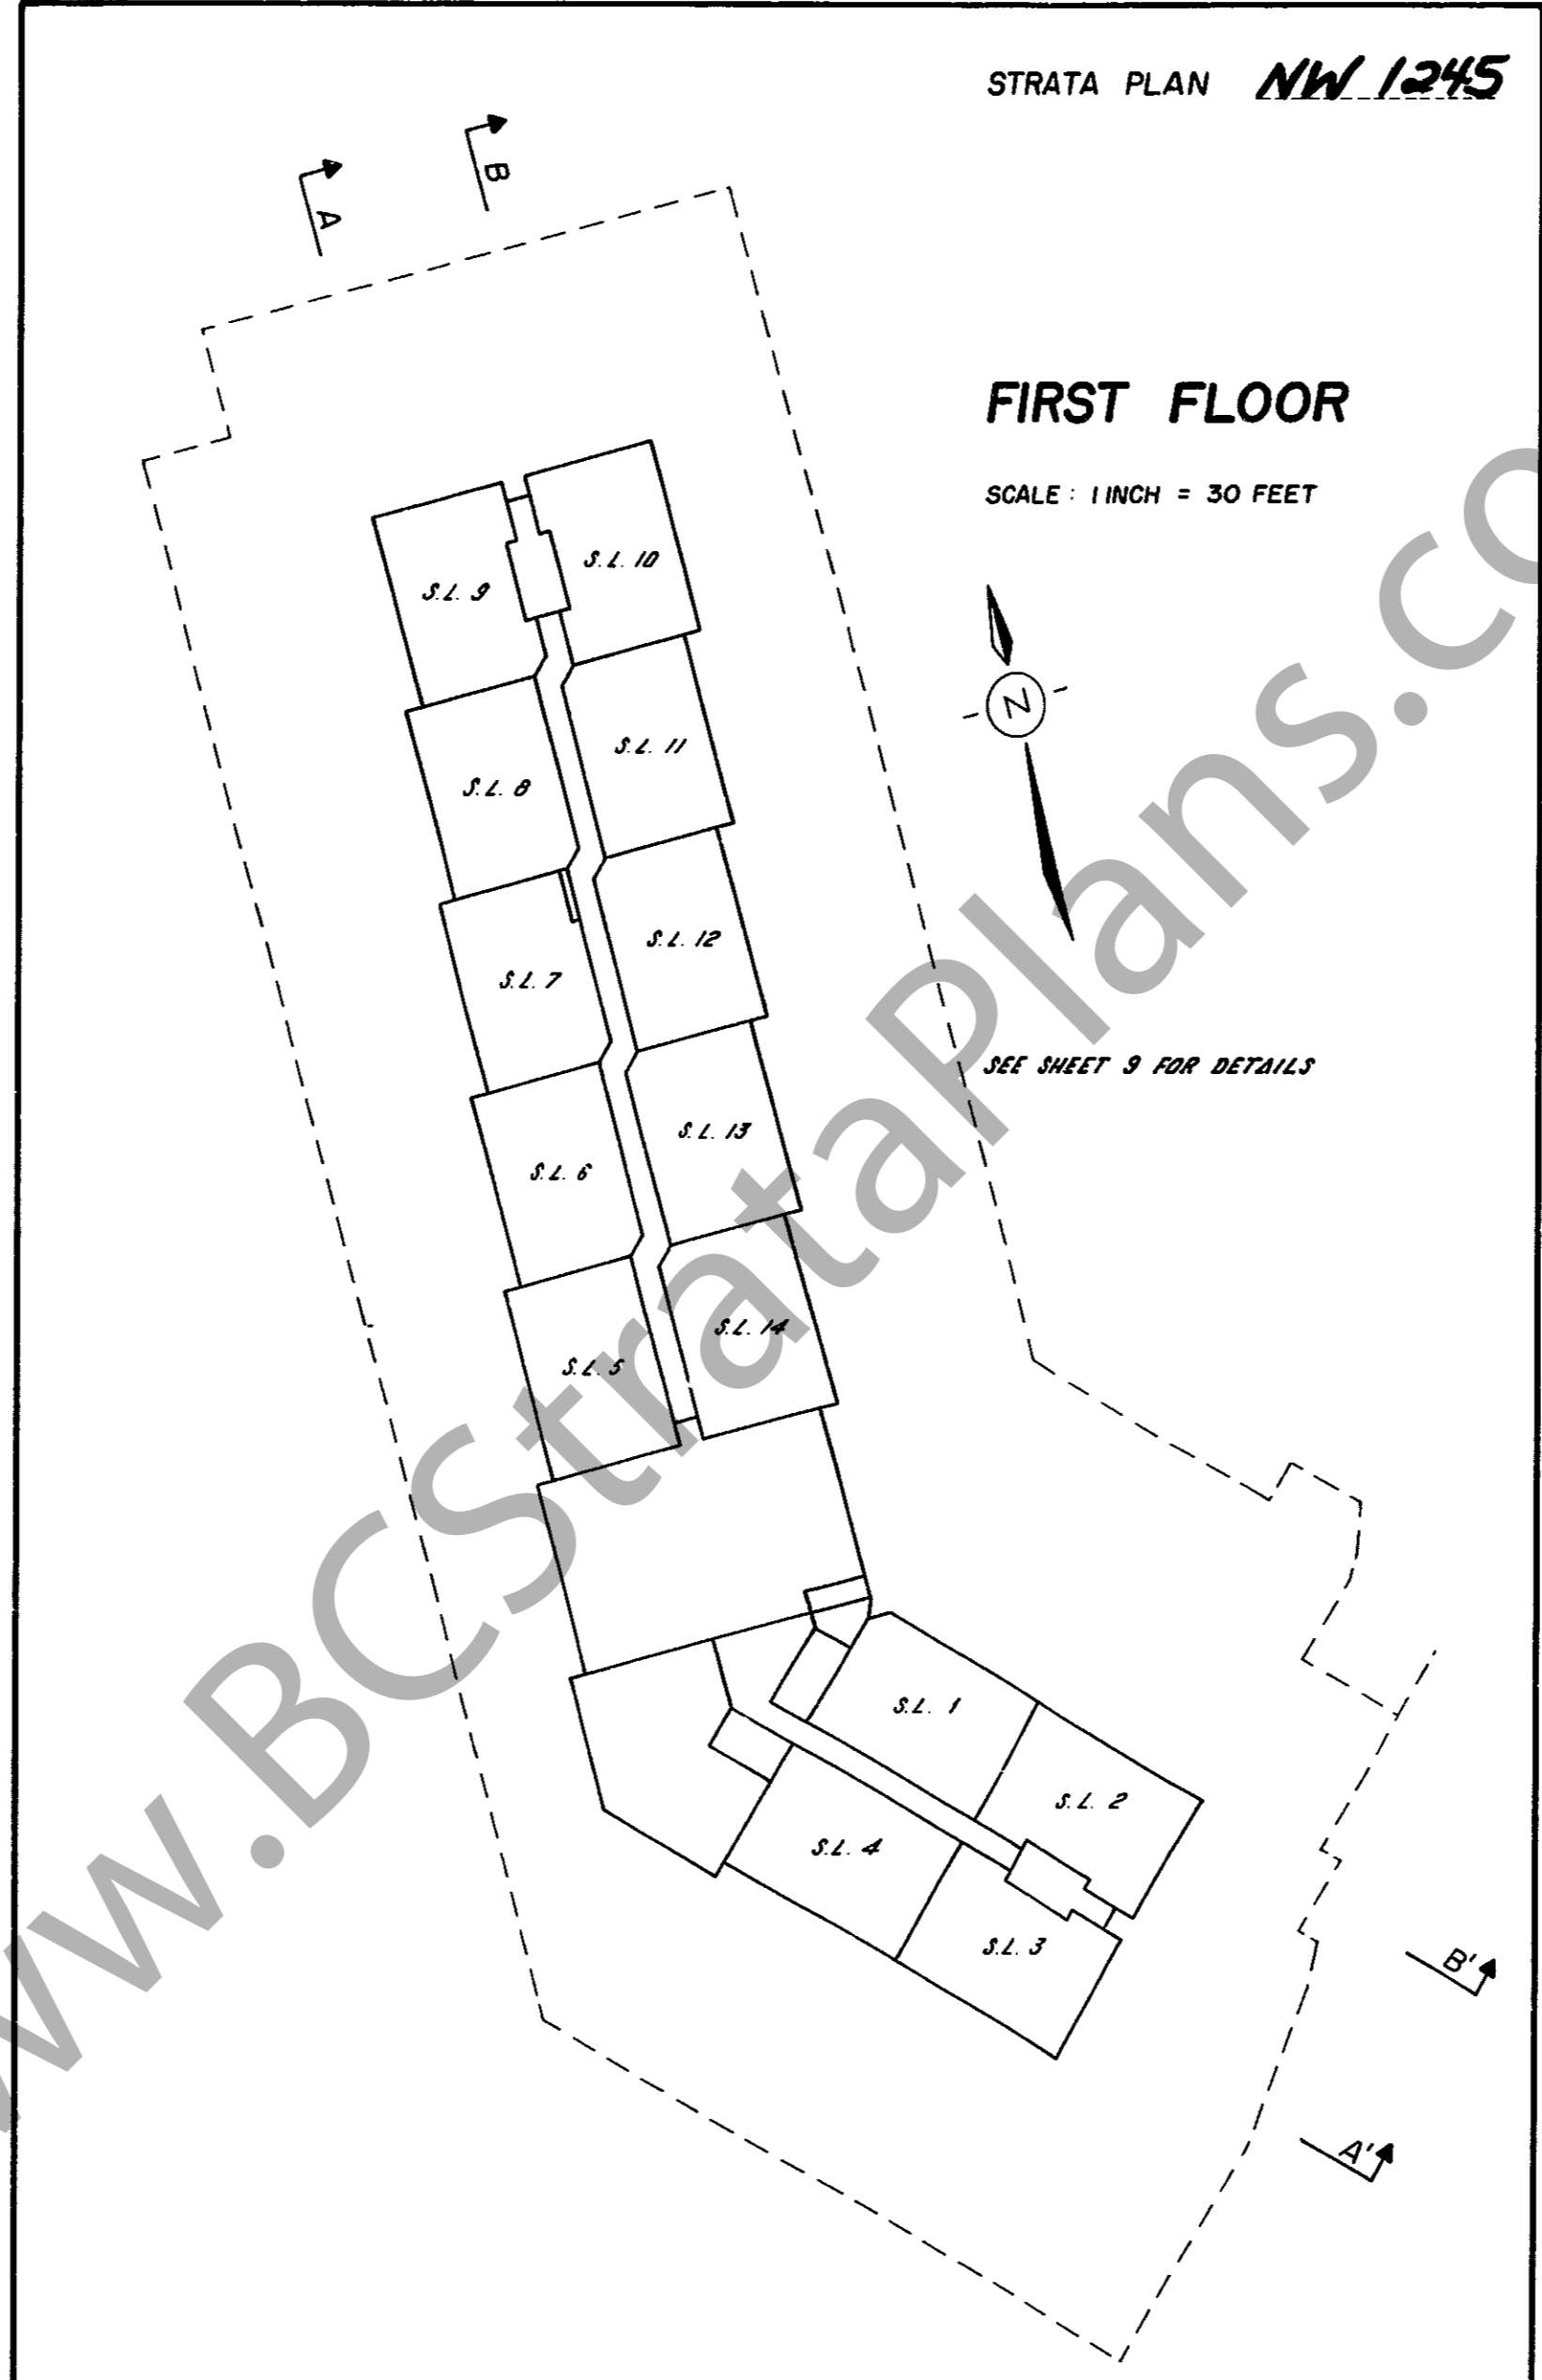 STRATA PLAN NW 1245
B
A
FIRST FLOOR
SCALE : 1 INCH = 30 FEET
S.L. 10
S.L. 9
N
S.L. 11
S.L. 8
S.L. 12
S.L. 7
SEE SHEET 9 FOR DETAILS
S.L. 13
S.L. 6
S.L. 14
S.L. 5
S.L. 1
S.L. 2
S.L. 4
S.L. 3
B'
A'
w.BCStrataPlans.co